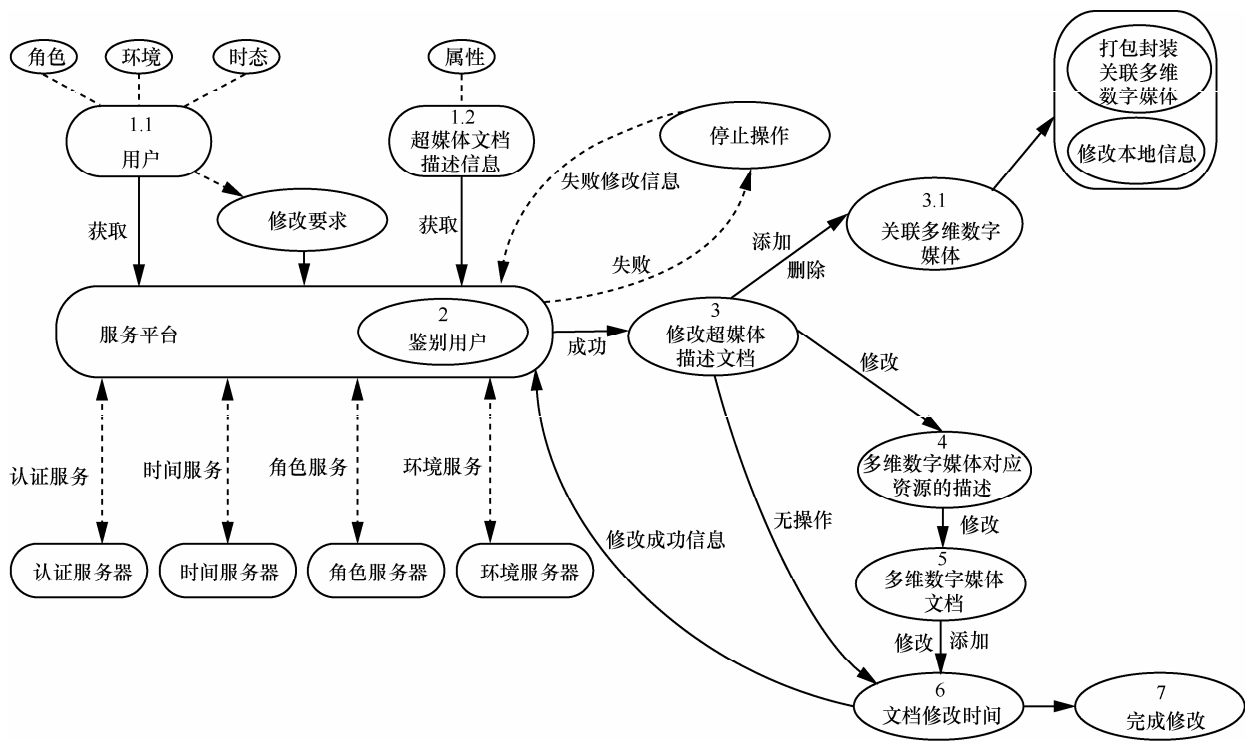 角色
环境
时态
属性
1.1
用户
1.2
超媒体文档
描述信息
停止操作
打包封装
关联多维
数字媒体
修改本地信息
失败修改信息
获取
修改要求
获取
3.1
关联多维数字
媒体
添加
删除
失败
服务平台
2
鉴别用户
成功
3
修改超媒体
描述文档
修改
4
多维数字媒体对应
资源的描述
认证服务
时间服务
角色服务
环境服务
无操作
修改
修改成功信息
5
多维数字媒体
文档
认证服务器
时间服务器
角色服务器
环境服务器
修改
添加
6
文档修改时间
7
完成修改